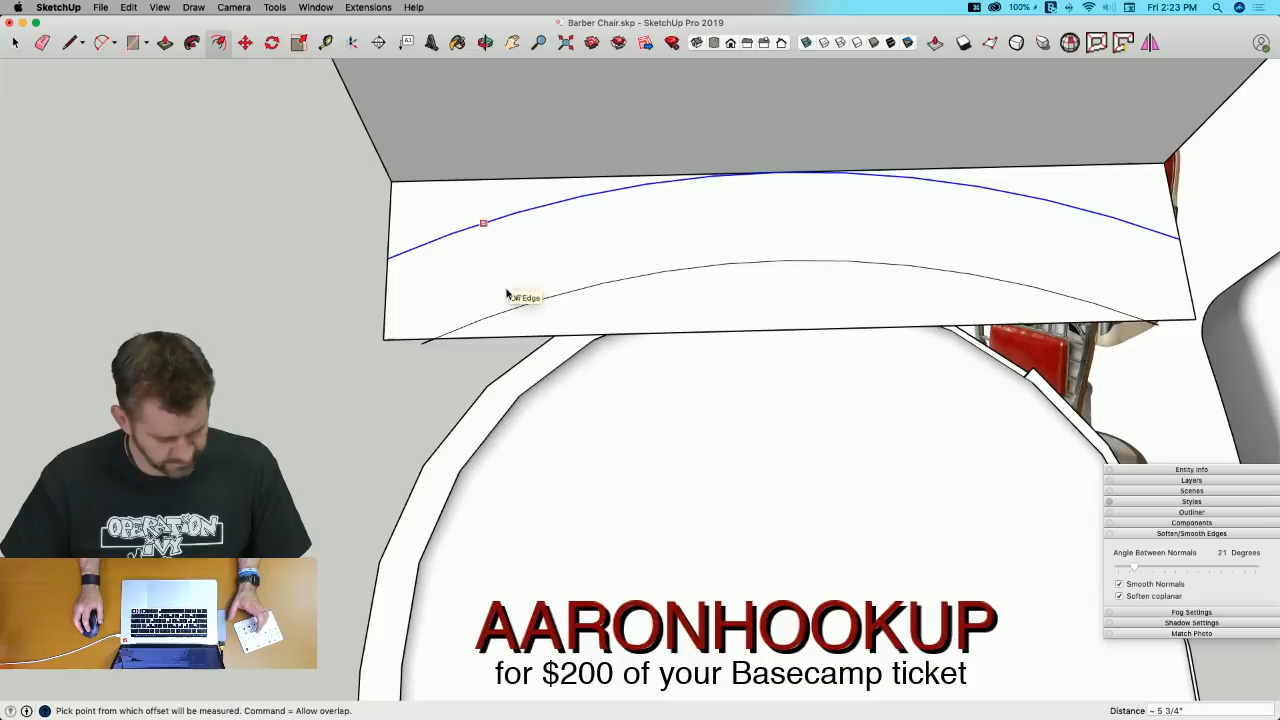 SketchUp File Edit View Draw Camera Tools Window Extensions Help
100%
Fri 2:23 PM
Barber Chair.skp - SketchUp Pro 2019
Off Edge
OPERATION
IVY
Entity Info
Layers
Scenes
Styles
Outliner
Components
Soften/Smooth Edges
Angle Between Normals 21 Degrees
Smooth Normals
Soften coplanar
Fog Settings
Shadow Settings
Match Photo
AARONHOOKUP
for $200 of your Basecamp ticket
Pick point from which offset will be measured. Command = Allow overlap.
Distance ~ 5 3/4"